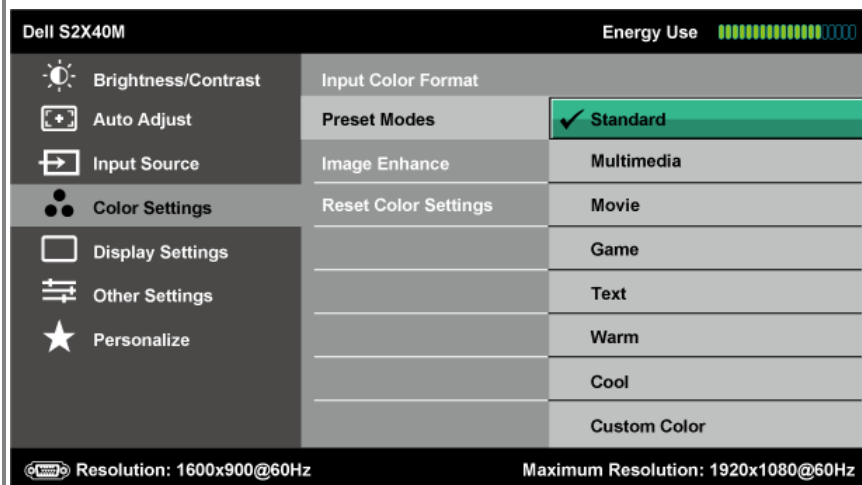 Dell S2X40M
Energy Use
Brightness/Contrast
Auto Adjust
Input Source
Color Settings
Display Settings
Other Settings
Personalize
Input Color Format
Preset Modes
Image Enhance
Reset Color Settings
Standard
Multimedia
Movie
Game
Text
Warm
Cool
Custom Color
Resolution: 1600x900@60Hz
Maximum Resolution: 1920x1080@60Hz